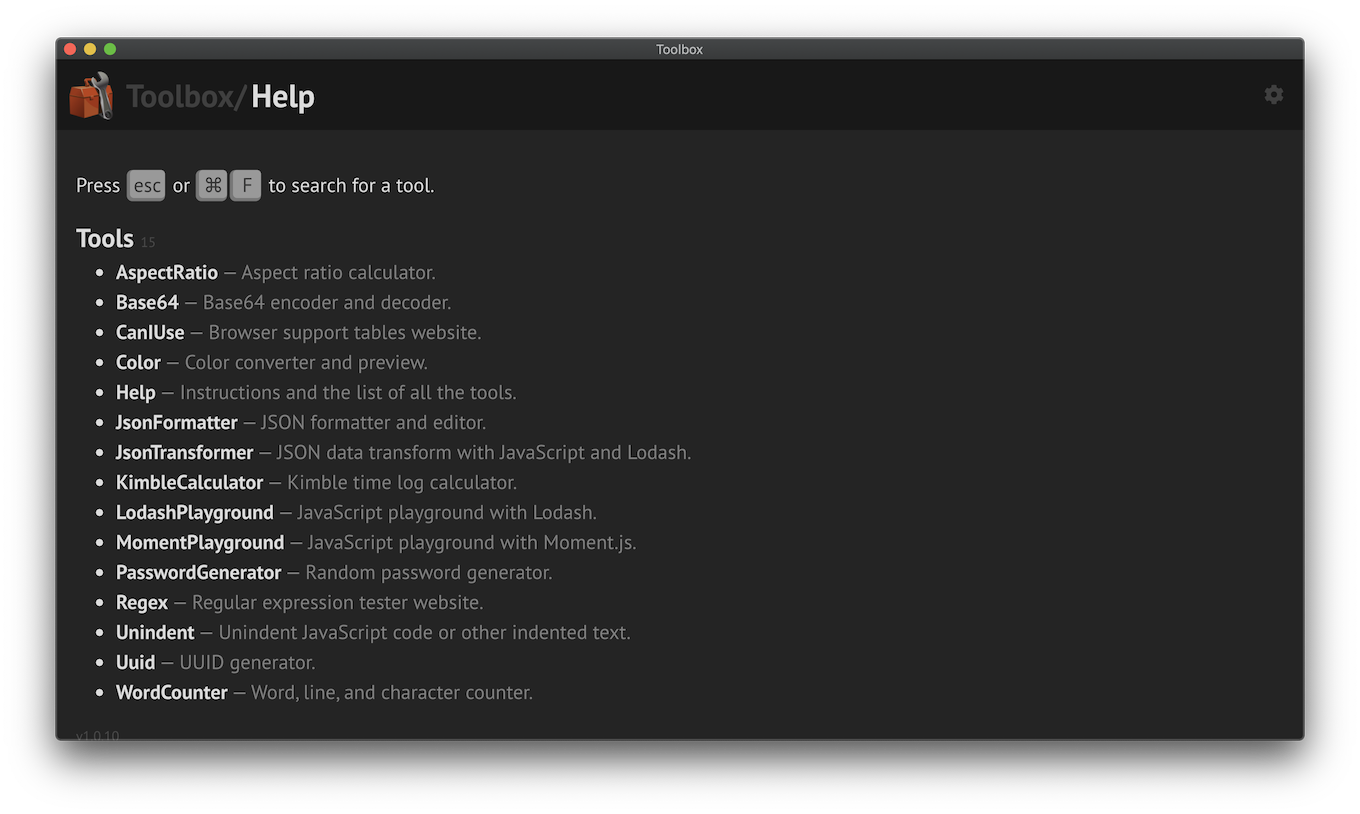 Toolbox
Toolbox/Help
Press esc or ⌘ F to search for a tool.
Tools 15
• AspectRatio — Aspect ratio calculator.
• Base64 — Base64 encoder and decoder.
• CanIUse — Browser support tables website.
• Color — Color converter and preview.
• Help — Instructions and the list of all the tools.
• JsonFormatter — JSON formatter and editor.
• JsonTransformer — JSON data transform with JavaScript and Lodash.
• KimbleCalculator — Kimble time log calculator.
• LodashPlayground — JavaScript playground with Lodash.
• MomentPlayground — JavaScript playground with Moment.js.
• PasswordGenerator — Random password generator.
• Regex — Regular expression tester website.
• Unindent — Unindent JavaScript code or other indented text.
• Uuid — UUID generator.
• WordCounter — Word, line, and character counter.
v1.0.10